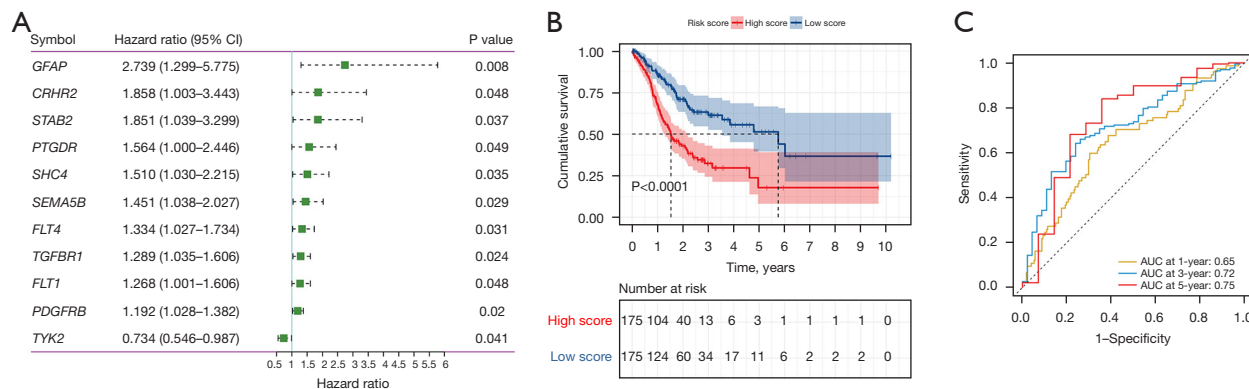 A
Symbol Hazard ratio (95% CI) P value
GFAP 2.739 (1.299–5.775) 0.008
CRHR2 1.858 (1.003–3.443) 0.048
STAB2 1.851 (1.039–3.299) 0.037
PTGDR 1.564 (1.000–2.446) 0.049
SHC4 1.510 (1.030–2.215) 0.035
SEMA5B 1.451 (1.038–2.027) 0.029
FLT4 1.334 (1.027–1.734) 0.031
TGFBR1 1.289 (1.035–1.606) 0.024
FLT1 1.268 (1.001–1.606) 0.048
PDGFRB 1.192 (1.028–1.382) 0.02
TYK2 0.734 (0.546–0.987) 0.041
0.5 1 1.5 2 2.5 3 3.5 4 4.5 5 5.5 6
Hazard ratio
B
Risk score High score Low score
Cumulative survival
1.00
0.75
0.50
0.25
0.00
P<0.0001
0 1 2 3 4 5 6 7 8 9 10
Time, years
Number at risk
High score 175 104 40 13 6 3 1 1 1 1 0
Low score 175 124 60 34 17 11 6 2 2 2 0
C
Sensitivity
1.0
0.8
0.6
0.4
0.2
0.0
AUC at 1-year: 0.65
AUC at 3-year: 0.72
AUC at 5-year: 0.75
0.0 0.2 0.4 0.6 0.8 1.0
1–Specificity